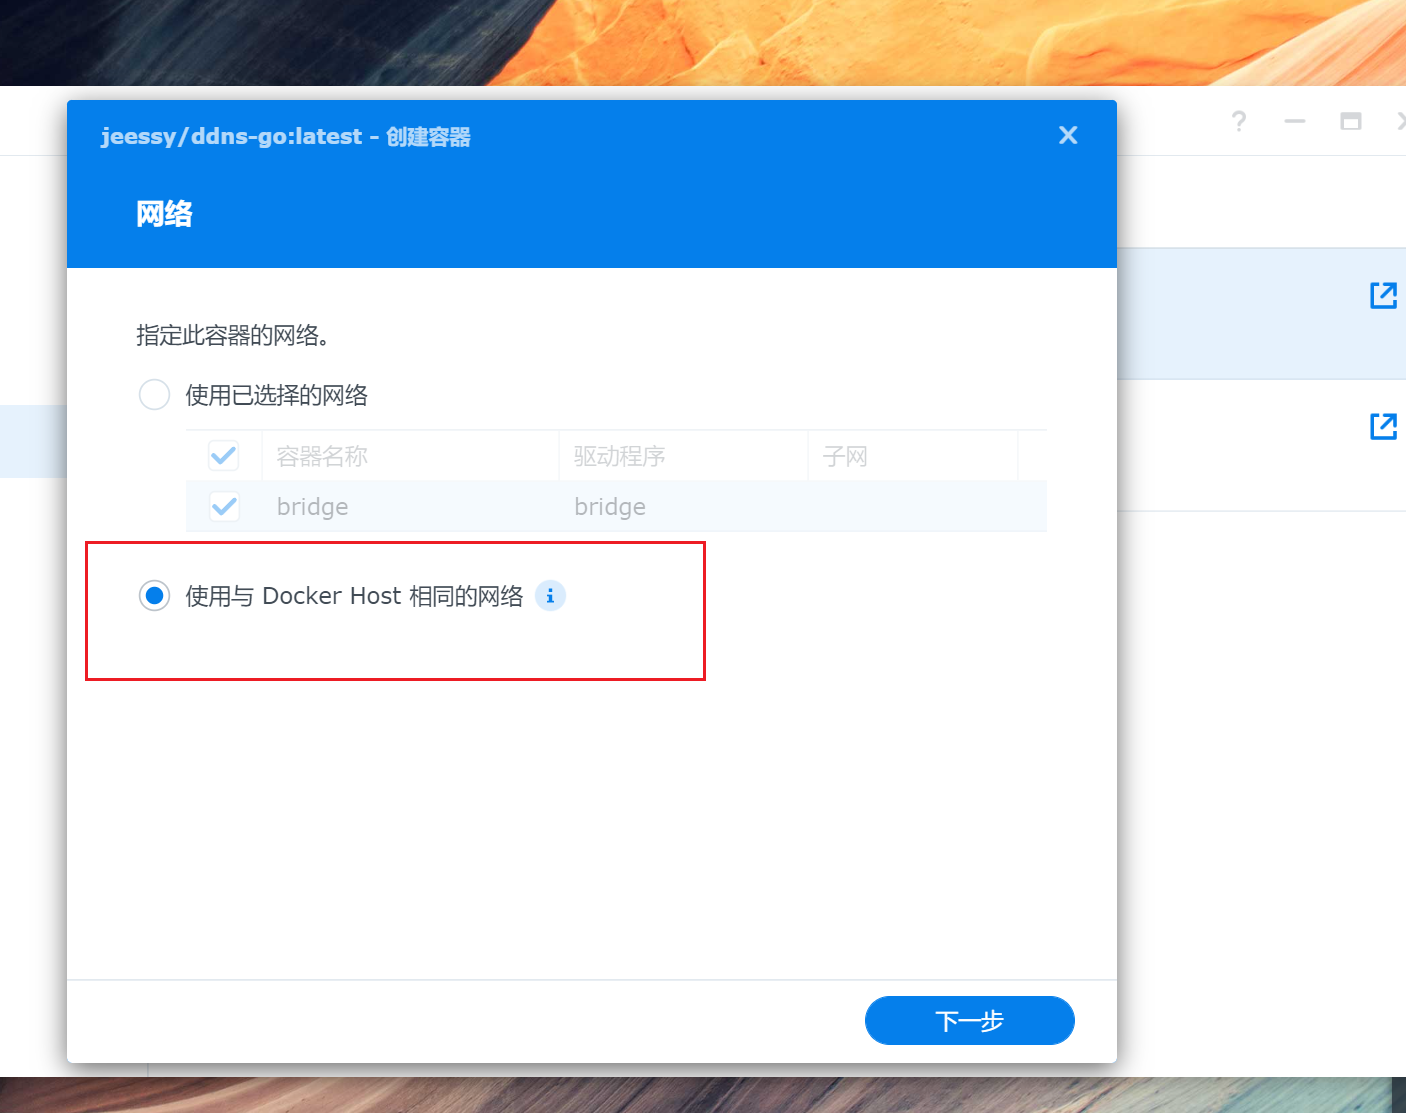 jeessy/ddns-go:latest - 创建容器
网络
指定此容器的网络。
使用已选择的网络
容器名称 驱动程序 子网
bridge bridge
使用与 Docker Host 相同的网络
下一步